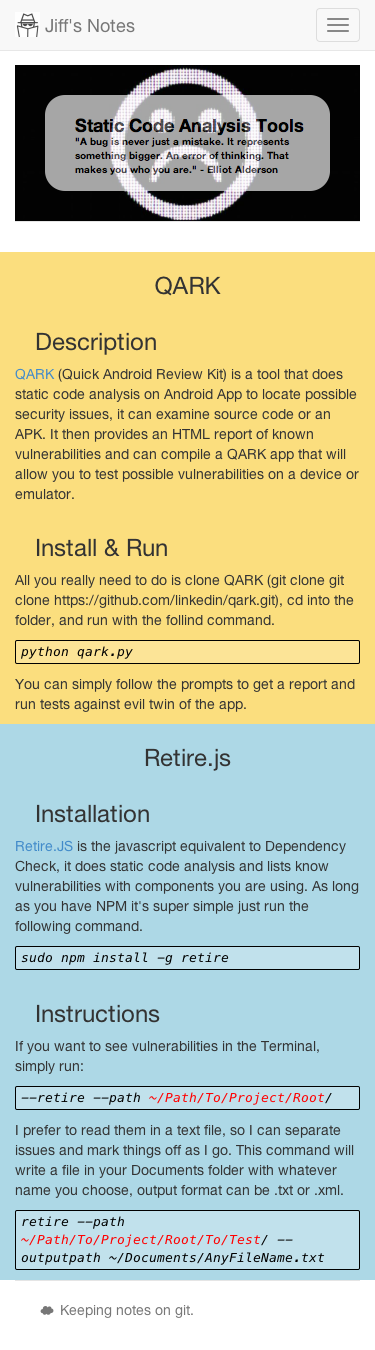 Jiff's Notes
Static Code Analysis Tools
"A bug is never just a mistake. It represents
something bigger. An error of thinking. That
makes you who you are." - Elliot Alderson
QARK
Description
QARK (Quick Android Review Kit) is a tool that does
static code analysis on Android App to locate possible
security issues, it can examine source code or an
APK. It then provides an HTML report of known
vulnerabilities and can compile a QARK app that will
allow you to test possible vulnerabilities on a device or
emulator.
Install & Run
All you really need to do is clone QARK (git clone git
clone https://github.com/linkedin/qark.git), cd into the
folder, and run with the follind command.
python qark.py
You can simply follow the prompts to get a report and
run tests against evil twin of the app.
Retire.js
Installation
Retire.JS is the javascript equivalent to Dependency
Check, it does static code analysis and lists know
vulnerabilities with components you are using. As long
as you have NPM it's super simple just run the
following command.
sudo npm install -g retire
Instructions
If you want to see vulnerabilities in the Terminal,
simply run:
--retire --path ~/Path/To/Project/Root/
I prefer to read them in a text file, so I can separate
issues and mark things off as I go. This command will
write a file in your Documents folder with whatever
name you choose, output format can be .txt or .xml.
retire --path
~/Path/To/Project/Root/To/Test/ --
outputpath ~/Documents/AnyFileName.txt
Keeping notes on git.